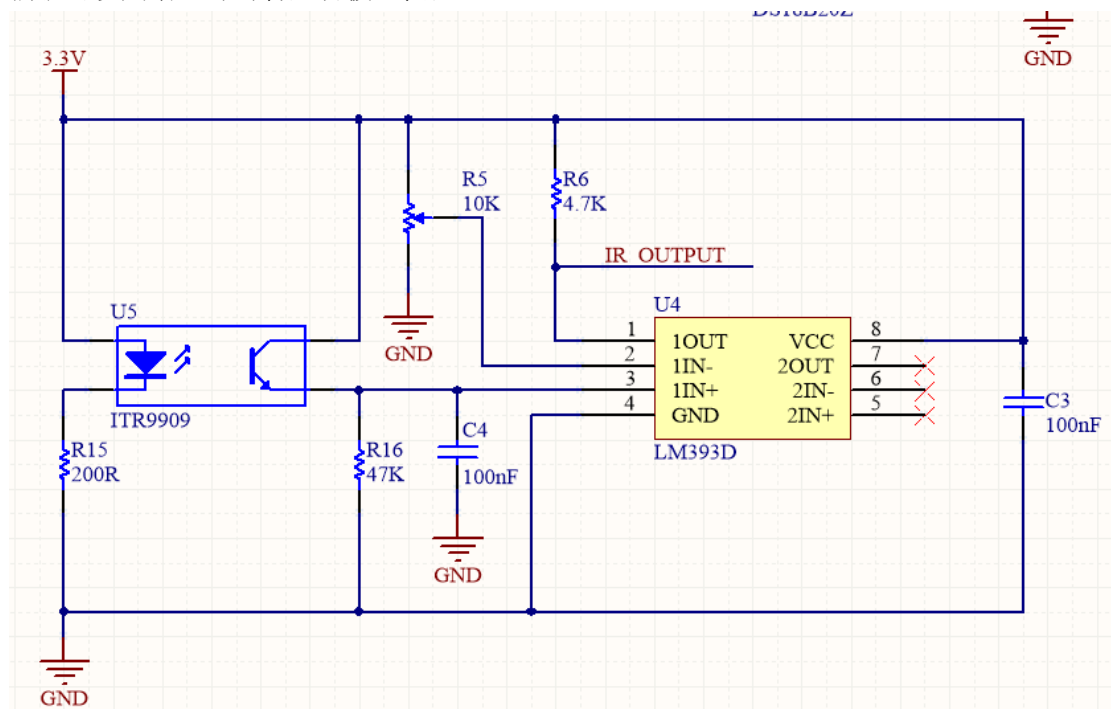 GND
3.3V
R5
10K
R6
4.7K
IR_OUTPUT
U5
ITR9909
GND
U4
1 1OUT VCC 8
2 1IN- 2OUT 7
3 1IN+ 2IN- 6
4 GND 2IN+ 5
LM393D
C3
100nF
R15
200R
R16
47K
C4
100nF
GND
GND